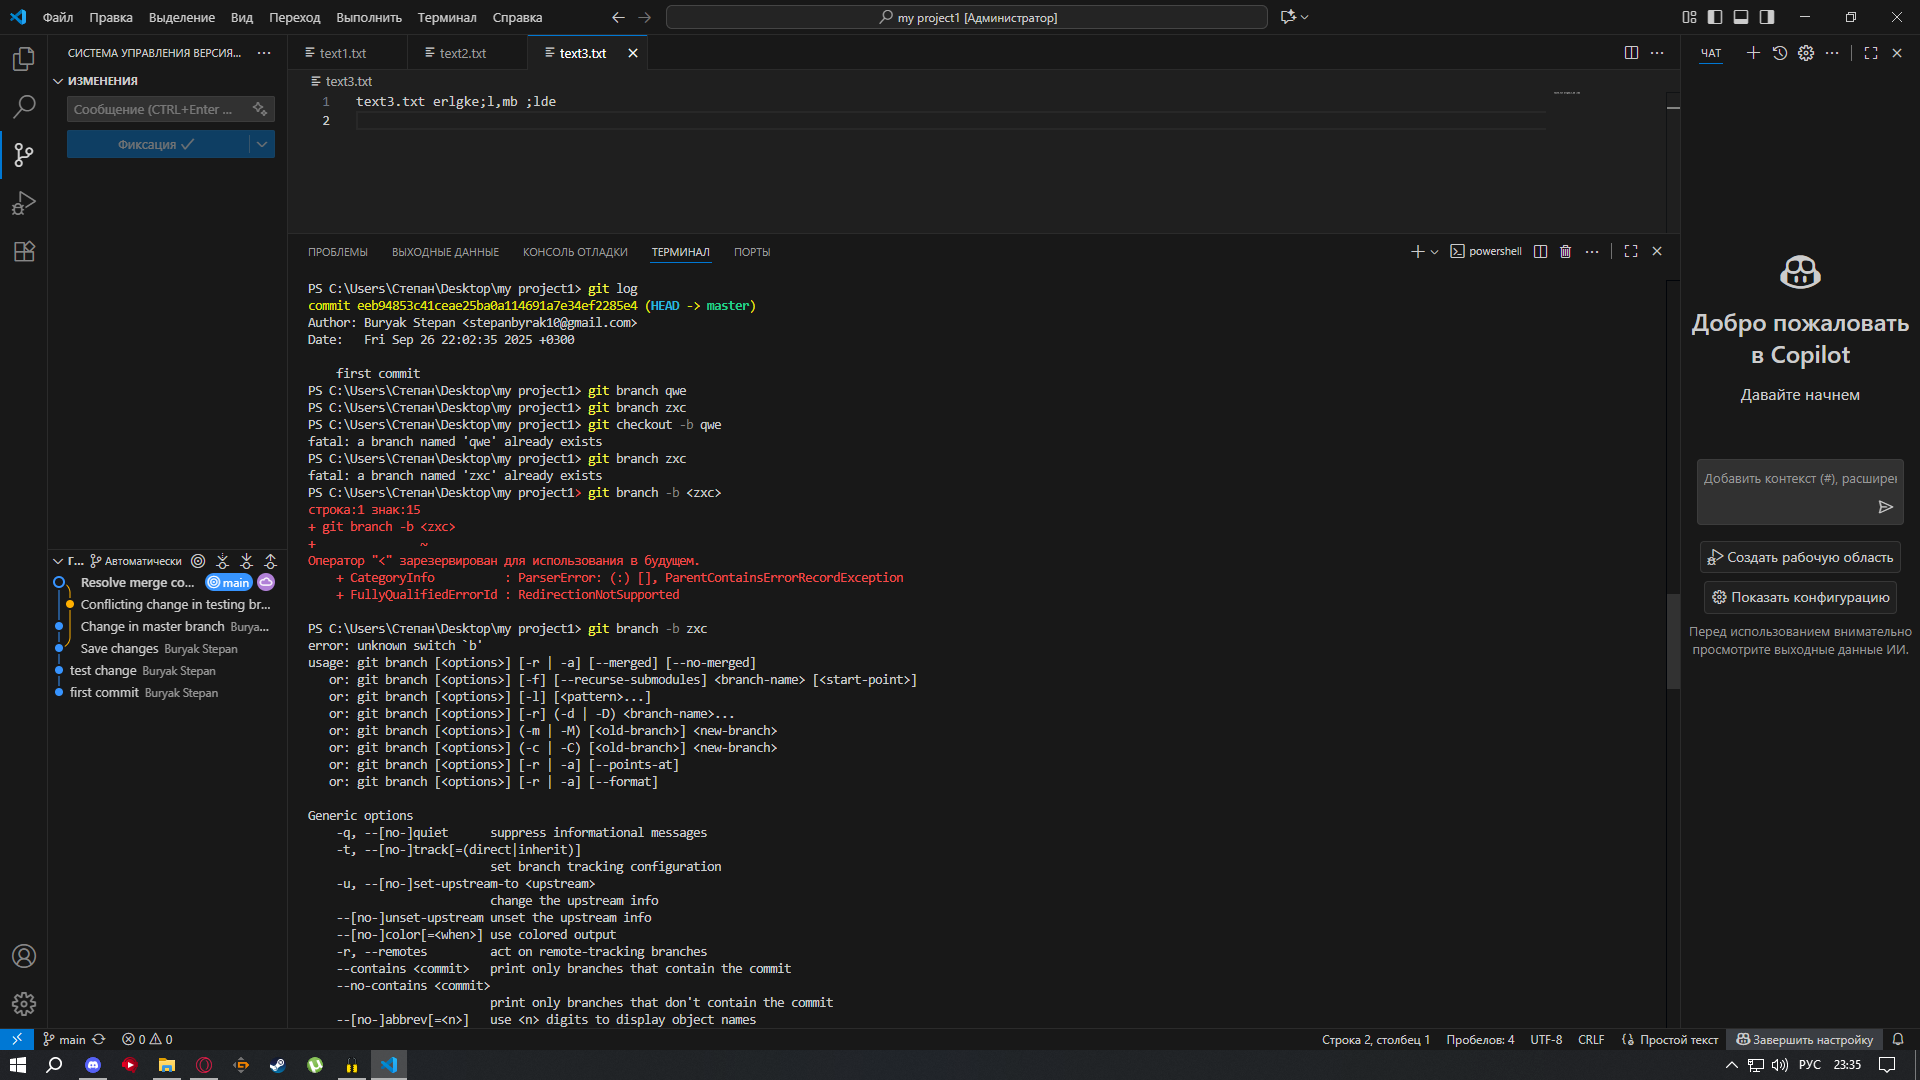 Файл Правка Выделение Вид Переход Выполнить Терминал Справка
my project1 [Администратор]
СИСТЕМА УПРАВЛЕНИЯ ВЕРСИЯ...
ИЗМЕНЕНИЯ
Сообщение (CTRL+Enter ...
Фиксация
text1.txt text2.txt text3.txt
text3.txt
1 text3.txt erlgke;l,mb ;lde
2
ПРОБЛЕМЫ ВЫХОДНЫЕ ДАННЫЕ КОНСОЛЬ ОТЛАДКИ ТЕРМИНАЛ ПОРТЫ
powershell
PS C:\Users\Степан\Desktop\my project1> git log
commit eeb94853c41ceae25ba0a114691a7e34ef2285e4 (HEAD -> master)
Author: Buryak Stepan <stepanbyrak10@gmail.com>
Date:   Fri Sep 26 22:02:35 2025 +0300
first commit
PS C:\Users\Степан\Desktop\my project1> git branch qwe
PS C:\Users\Степан\Desktop\my project1> git branch zxc
PS C:\Users\Степан\Desktop\my project1> git checkout -b qwe
fatal: a branch named 'qwe' already exists
PS C:\Users\Степан\Desktop\my project1> git branch zxc
fatal: a branch named 'zxc' already exists
PS C:\Users\Степан\Desktop\my project1> git branch -b <zxc>
строка:1 знак:15
+ git branch -b <zxc>
+               ~
Оператор "<" зарезервирован для использования в будущем.
    + CategoryInfo          : ParserError: (:) [], ParentContainsErrorRecordException
    + FullyQualifiedErrorId : RedirectionNotSupported
PS C:\Users\Степан\Desktop\my project1> git branch -b zxc
error: unknown switch `b'
usage: git branch [<options>] [-r | -a] [--merged] [--no-merged]
   or: git branch [<options>] [-f] [--recurse-submodules] <branch-name> [<start-point>]
   or: git branch [<options>] [-l] [<pattern>...]
   or: git branch [<options>] [-r] (-d | -D) <branch-name>...
   or: git branch [<options>] (-m | -M) [<old-branch>] <new-branch>
   or: git branch [<options>] (-c | -C) [<old-branch>] <new-branch>
   or: git branch [<options>] [-r | -a] [--points-at]
   or: git branch [<options>] [-r | -a] [--format]
Generic options
    -q, --[no-]quiet      suppress informational messages
    -t, --[no-]track[=(direct|inherit)]
                          set branch tracking configuration
    -u, --[no-]set-upstream-to <upstream>
                          change the upstream info
    --[no-]unset-upstream unset the upstream info
    --[no-]color[=<when>] use colored output
    -r, --remotes         act on remote-tracking branches
    --contains <commit>   print only branches that contain the commit
    --no-contains <commit>
                          print only branches that don't contain the commit
    --[no-]abbrev[=<n>]   use <n> digits to display object names
Г... Автоматически
Resolve merge co... main
Conflicting change in testing br...
Change in master branch Burya...
Save changes Buryak Stepan
test change Buryak Stepan
first commit Buryak Stepan
ЧАТ
Добро пожаловать
в Copilot
Давайте начнем
Добавить контекст (#), расширен
Создать рабочую область
Показать конфигурацию
Перед использованием внимательно
просмотрите выходные данные ИИ.
main 0 0
Строка 2, столбец 1 Пробелов: 4 UTF-8 CRLF Простой текст Завершить настройку
РУС 23:35